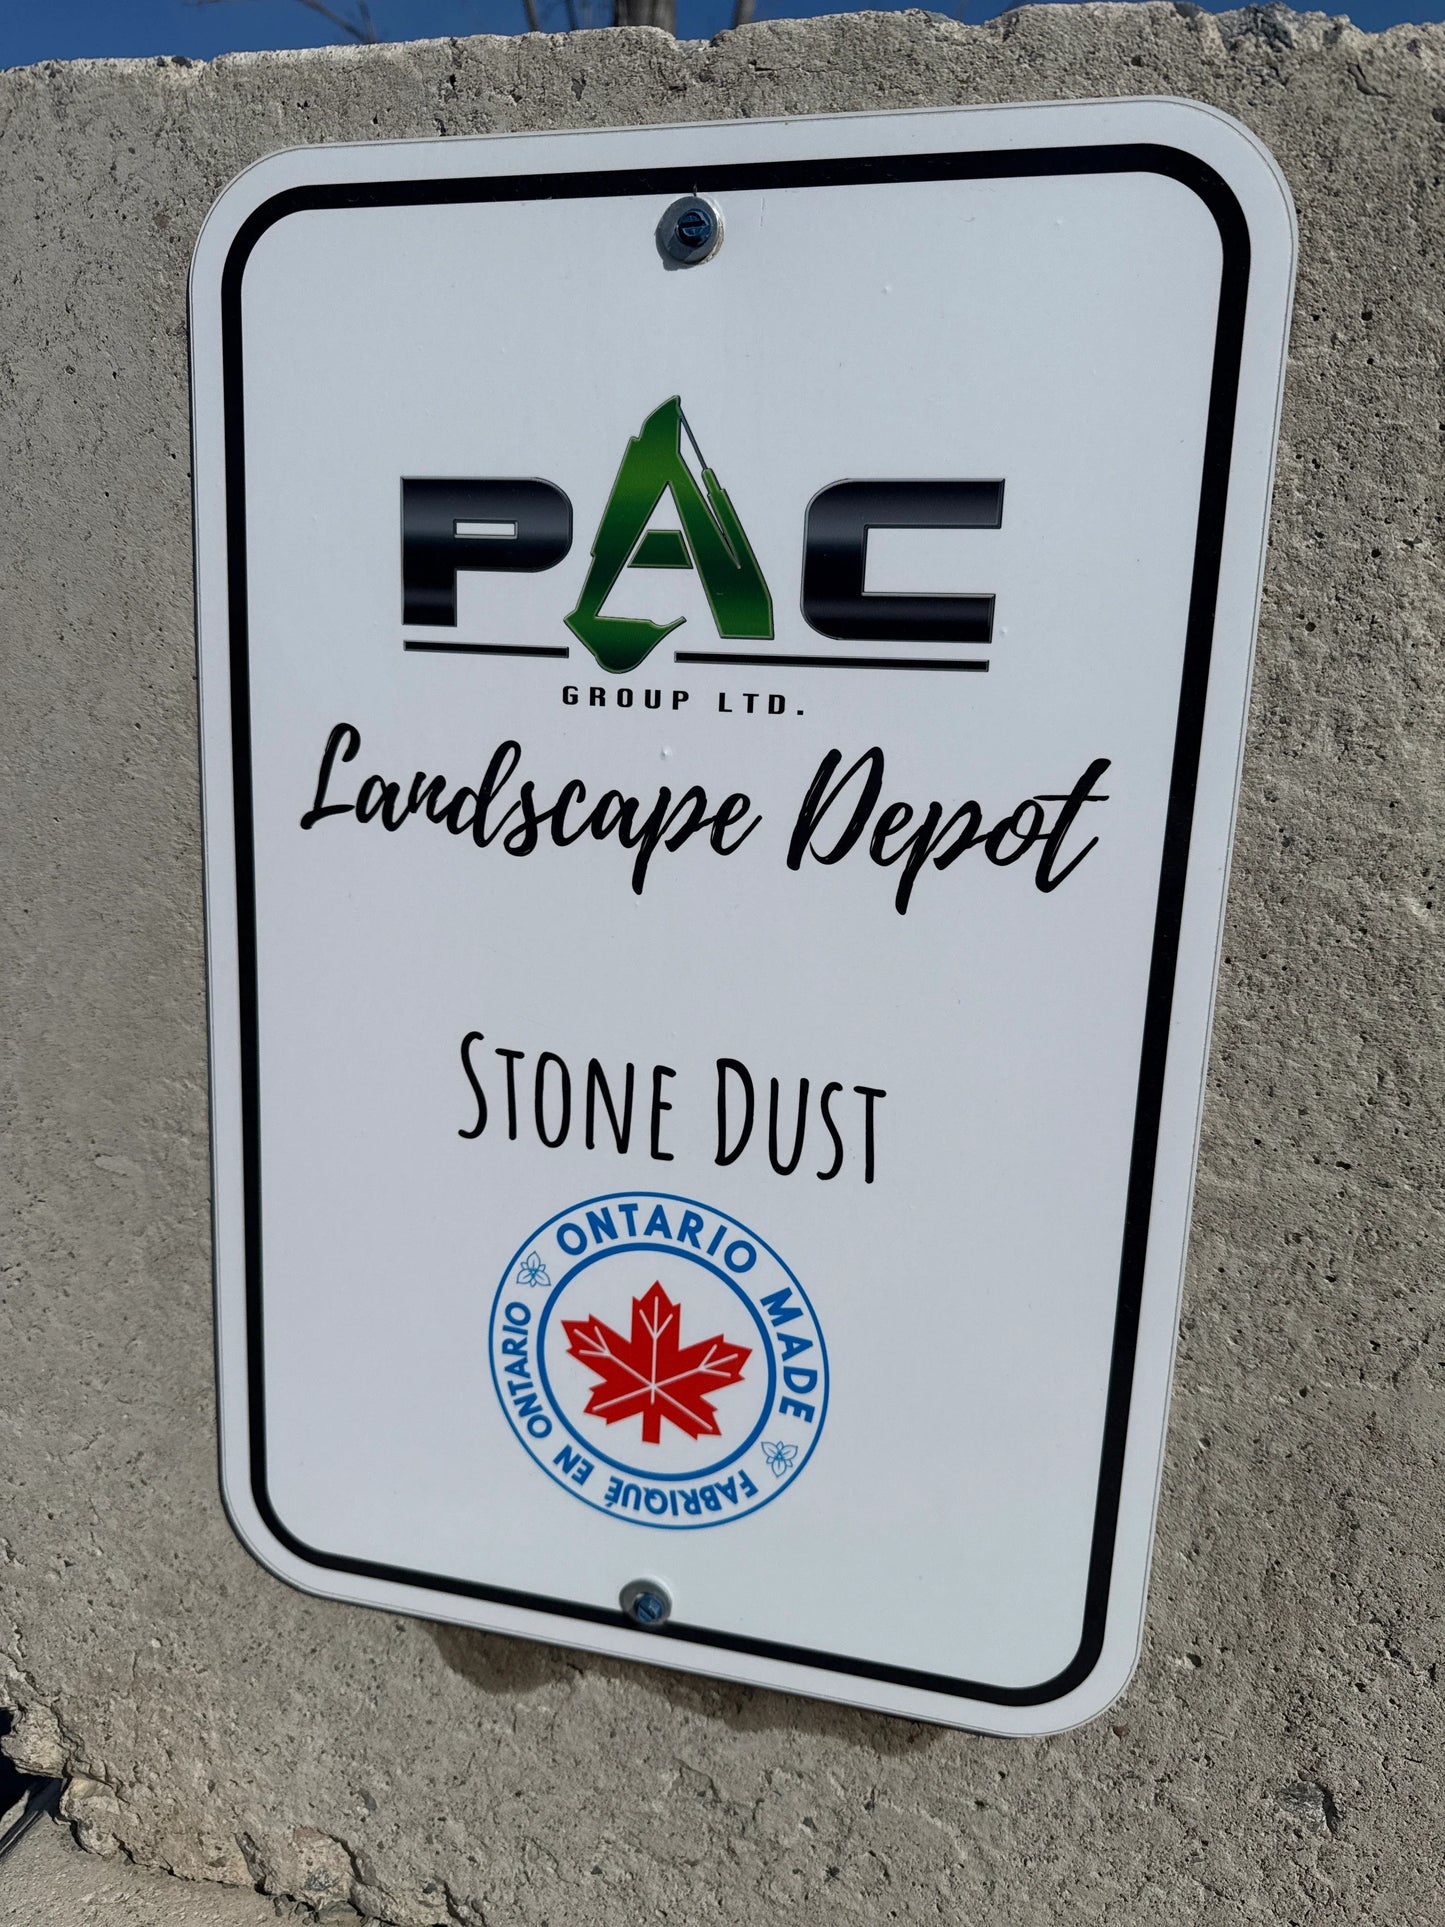 PAC
GROUP LTD.
Landscape Depot
STONE DUST
ONTARIO MADE
FABRIQUÉ EN ONTARIO